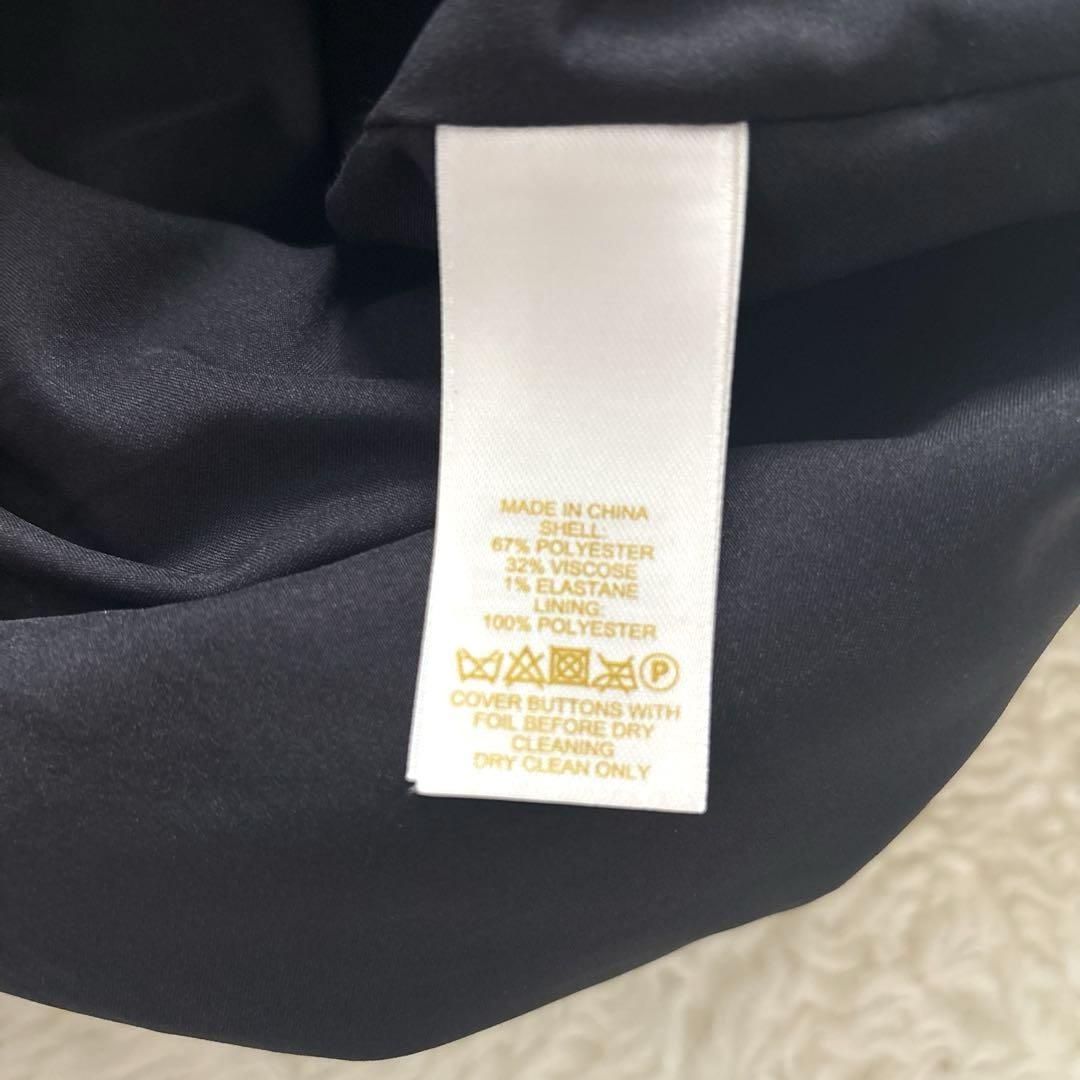 MADE IN CHINA
SHELL:
67% POLYESTER
32% VISCOSE
1% ELASTANE
LINING:
100% POLYESTER
P
COVER BUTTONS WITH
FOIL BEFORE DRY
CLEANING
DRY CLEAN ONLY